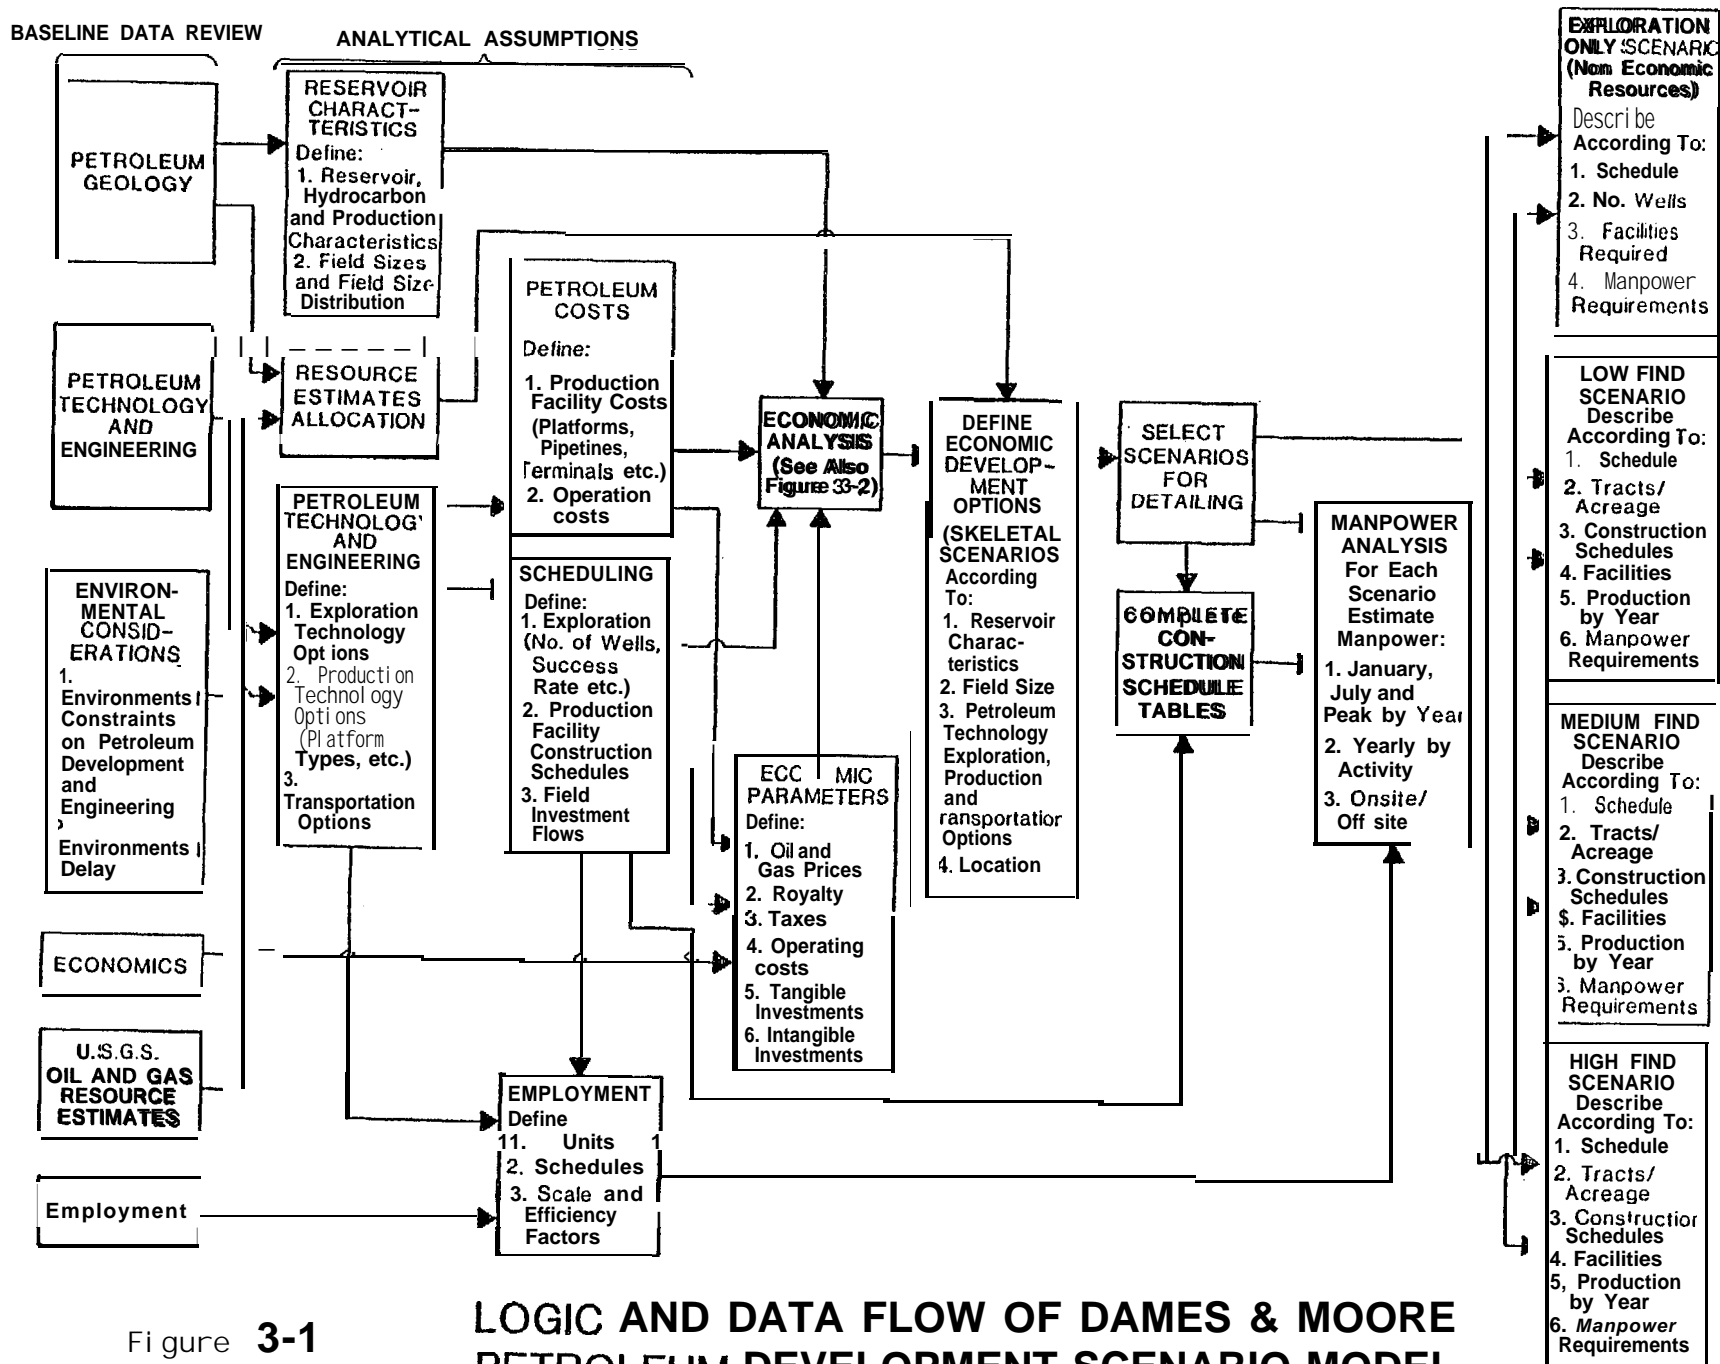 BASELINE DATA REVIEW
ANALYTICAL ASSUMPTIONS
PETROLEUM
GEOLOGY
PETROLEUM
TECHNOLOGY
AND
ENGINEERING
ENVIRON-
MENTAL
CONSID-
ERATIONS
1.
Environments
Constraints
on Petroleum
Development
and
Engineering
Environments
Delay
ECONOMICS
U.S.G.S.
OIL AND GAS
RESOURCE
ESTIMATES
Employment
RESERVOIR
CHARACT-
TERISTICS
Define:
1. Reservoir,
Hydrocarbon
and Production
Characteristics
2. Field Sizes
and Field Size
Distribution
RESOURCE
ESTIMATES
ALLOCATION
PETROLEUM
TECHNOLOG
AND
ENGINEERING
Define:
1. Exploration
Technology
Options
2. Production
Technology
Options
(Platform
Types, etc.)
3.
Transportation
Options
PETROLEUM
COSTS
Define:
1. Production
Facility Costs
(Platforms,
Pipetines,
Terminals etc.)
2. Operation
costs
SCHEDULING
Define:
1. Exploration
(No. of Wells,
Success
Rate etc.)
2. Production
Facility
Construction
Schedules
3. Field
Investment
Flows
EMPLOYMENT
Define
11. Units 1
2. Schedules
3. Scale and
Efficiency
Factors
ECONOMIC
ANALYSIS
(See Also
Figure 33-2)
ECC MIC
PARAMETERS
Define:
1. Oil and
Gas Prices
2. Royalty
3. Taxes
4. Operating
costs
5. Tangible
Investments
6. Intangible
Investments
DEFINE
ECONOMIC
DEVELOP-
MENT
OPTIONS
(SKELETAL
SCENARIOS
According
To:
1. Reservoir
Charac-
teristics
2. Field Size
3. Petroleum
Technology
Exploration,
Production
and
ransportation
Options
4. Location
SELECT
SCENARIOS
FOR
DETAILING
COMPLETE
CON-
STRUCTION
SCHEDULE
TABLES
MANPOWER
ANALYSIS
For Each
Scenario
Estimate
Manpower:
1. January,
July and
Peak by Year
2. Yearly by
Activity
3. Onsite/
Off site
EXPLORATION
ONLY SCENARIO
(Non Economic
Resources)
Describe
According To:
1. Schedule
2. No. Wells
3. Facilities
Required
4. Manpower
Requirements
LOW FIND
SCENARIO
Describe
According To:
1. Schedule
2. Tracts/
Acreage
3. Construction
Schedules
4. Facilities
5. Production
by Year
6. Manpower
Requirements
MEDIUM FIND
SCENARIO
Describe
According To:
1. Schedule
2. Tracts/
Acreage
3. Construction
Schedules
$. Facilities
5. Production
by Year
6. Manpower
Requirements
HIGH FIND
SCENARIO
Describe
According To:
1. Schedule
2. Tracts/
Acreage
3. Construction
Schedules
4. Facilities
5, Production
by Year
6. Manpower
Requirements
Figure 3-1
LOGIC AND DATA FLOW OF DAMES & MOORE
PETROLEUM DEVELOPMENT SCENARIO MODEL